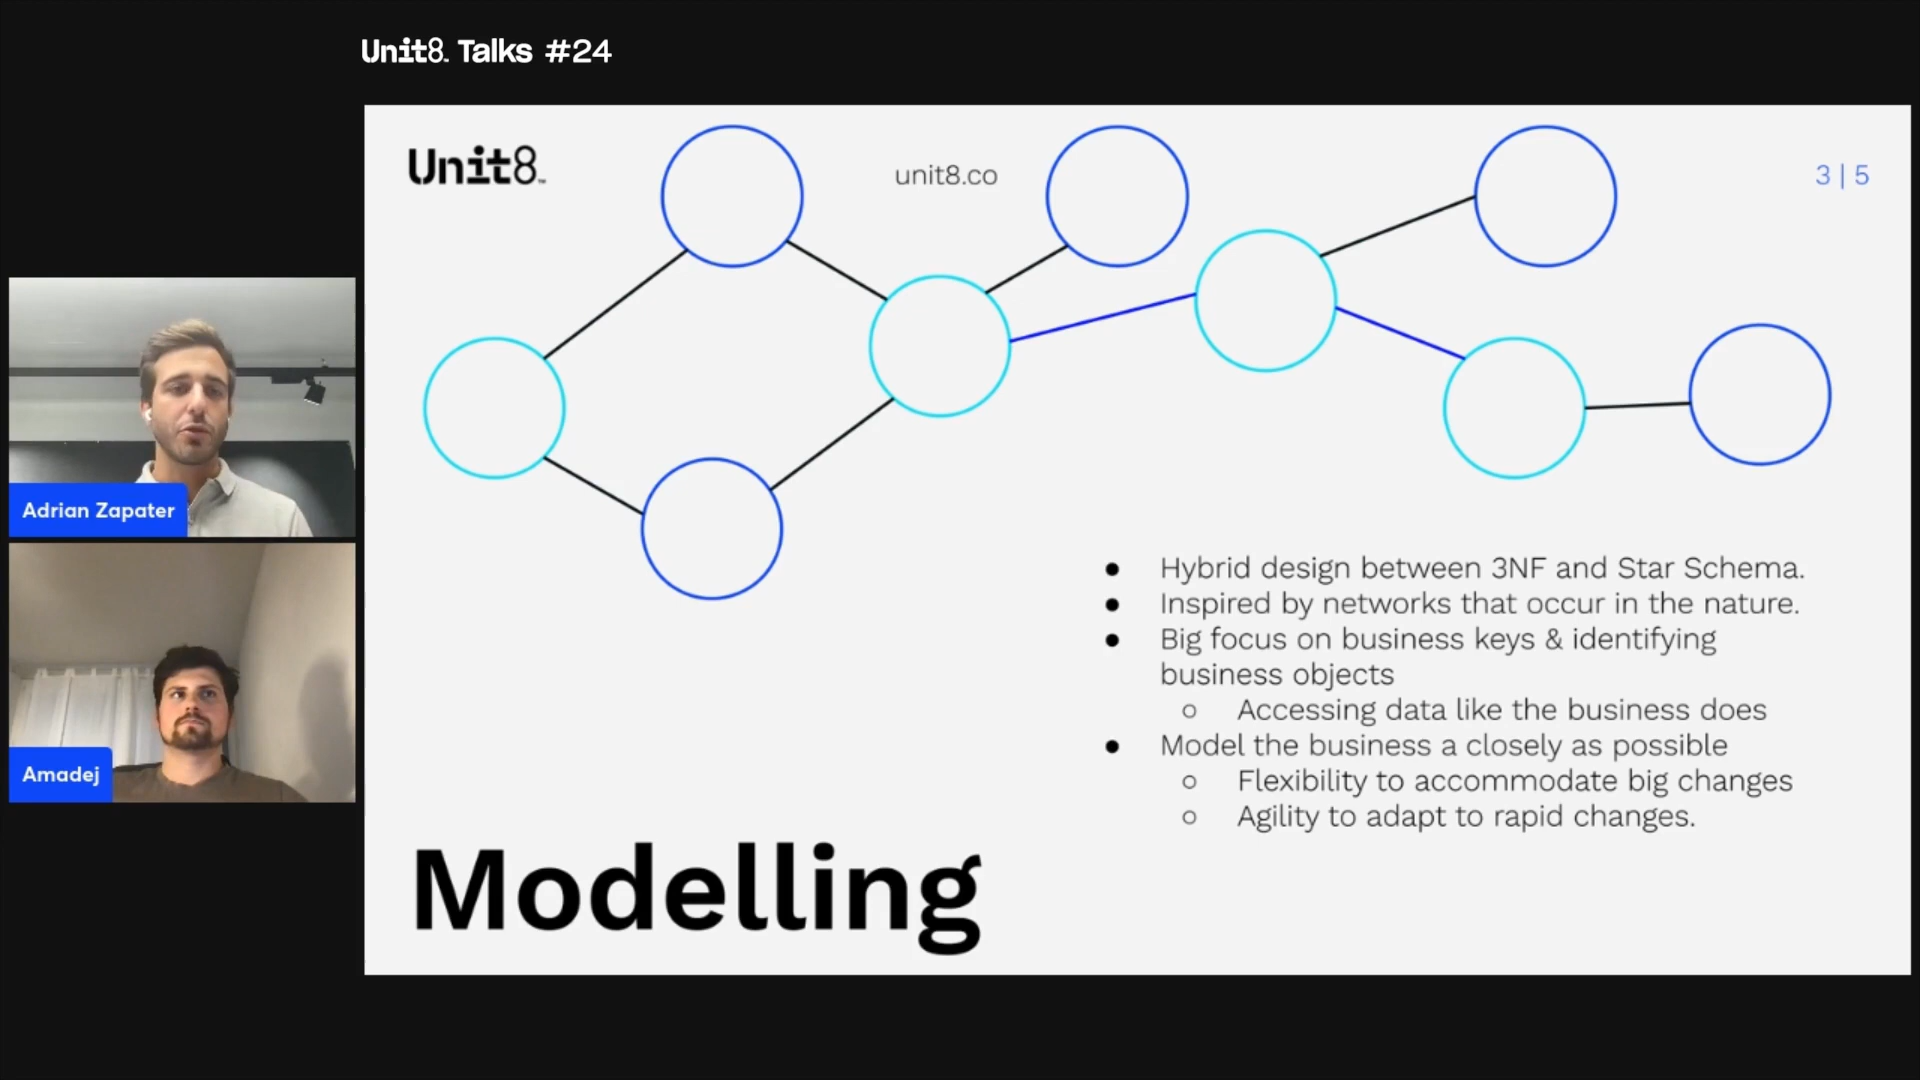 Unit8 Talks #24
Unit8™
unit8.co
3 | 5
Adrian Zapater
Amadej
● Hybrid design between 3NF and Star Schema.
● Inspired by networks that occur in the nature.
● Big focus on business keys & identifying
business objects
○ Accessing data like the business does
● Model the business a closely as possible
○ Flexibility to accommodate big changes
○ Agility to adapt to rapid changes.
Modelling